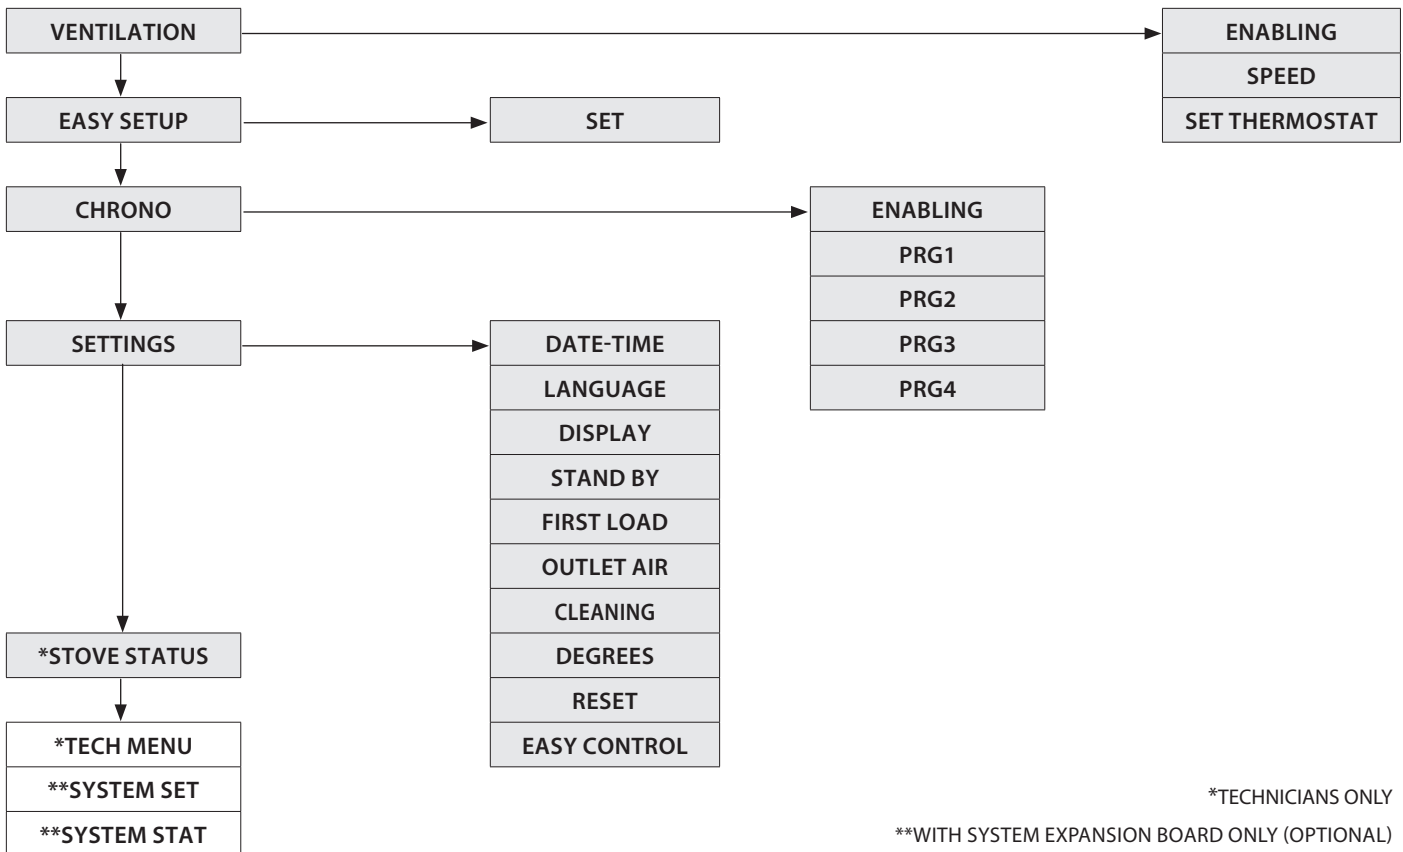 VENTILATION
ENABLING
SPEED
SET THERMOSTAT
EASY SETUP
SET
CHRONO
ENABLING
PRG1
PRG2
PRG3
PRG4
SETTINGS
DATE-TIME
LANGUAGE
DISPLAY
STAND BY
FIRST LOAD
OUTLET AIR
CLEANING
DEGREES
RESET
EASY CONTROL
*STOVE STATUS
*TECH MENU
**SYSTEM SET
**SYSTEM STAT
*TECHNICIANS ONLY
**WITH SYSTEM EXPANSION BOARD ONLY (OPTIONAL)